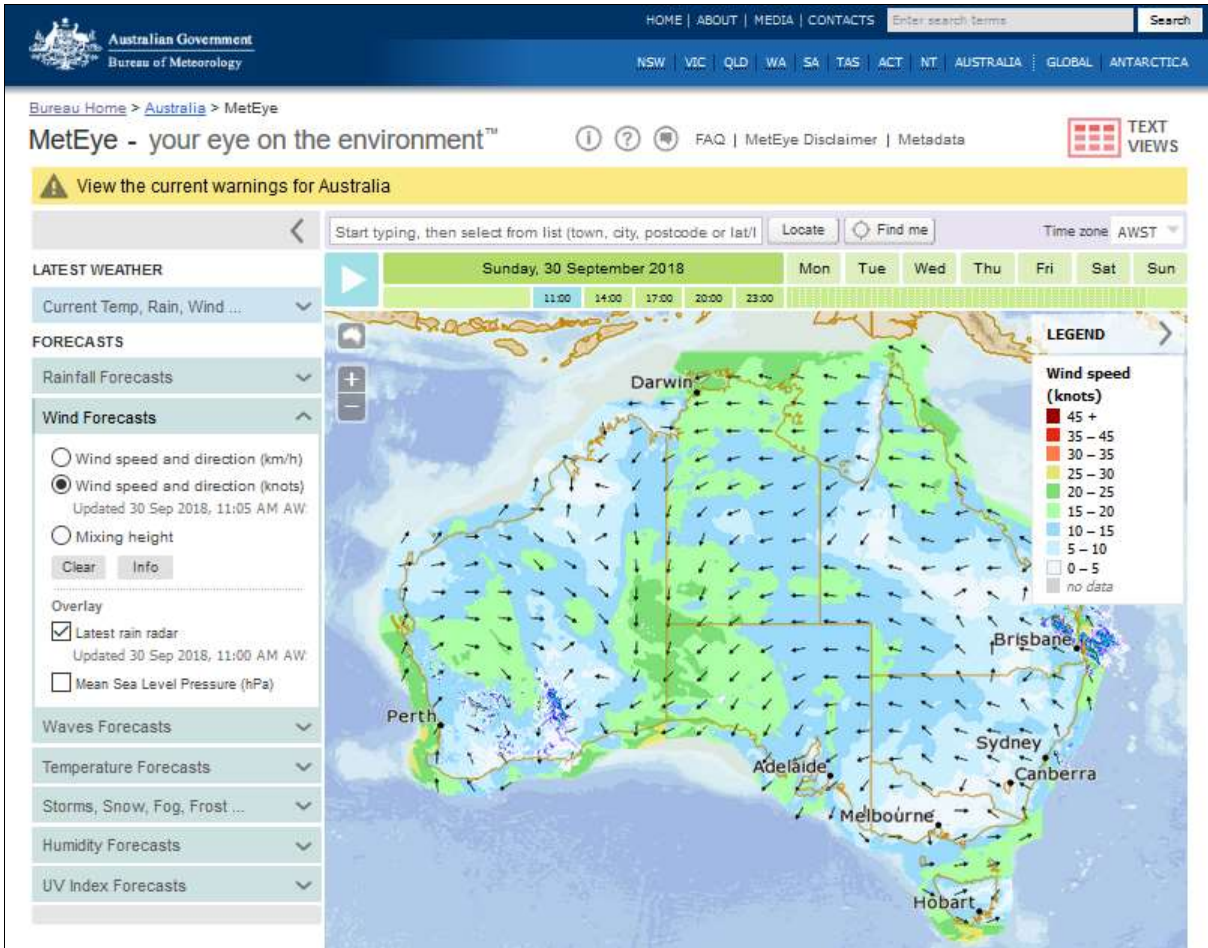 HOME | ABOUT | MEDIA | CONTACTS Enter search terms Search
Australian Government
Bureau of Meteorology
NSW VIC QLD WA SA TAS ACT NT AUSTRALIA GLOBAL ANTARCTICA
Bureau Home > Australia > MetEye
MetEye - your eye on the environment™
FAQ | MetEye Disclaimer | Metadata
TEXT
VIEWS
View the current warnings for Australia
Start typing, then select from list (town, city, postcode or lat/l Locate Find me Time zone AWST
LATEST WEATHER
Current Temp, Rain, Wind ...
FORECASTS
Rainfall Forecasts
Wind Forecasts
Wind speed and direction (km/h)
Wind speed and direction (knots)
Updated 30 Sep 2018, 11:05 AM AW
Mixing height
Clear Info
Overlay
Latest rain radar
Updated 30 Sep 2018, 11:00 AM AW
Mean Sea Level Pressure (hPa)
Waves Forecasts
Temperature Forecasts
Storms, Snow, Fog, Frost ...
Humidity Forecasts
UV Index Forecasts
Sunday, 30 September 2018 Mon Tue Wed Thu Fri Sat Sun
11:00 14:00 17:00 20:00 23:00
LEGEND
Wind speed
(knots)
45 +
35 – 45
30 – 35
25 – 30
20 – 25
15 – 20
10 – 15
5 – 10
0 – 5
no data
Darwin
Brisbane
Perth
Sydney
Adelaide
Canberra
Melbourne
Hobart